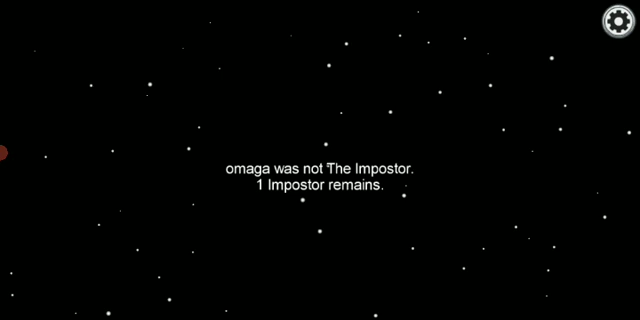 omaga was not The Impostor.
1 Impostor remains.